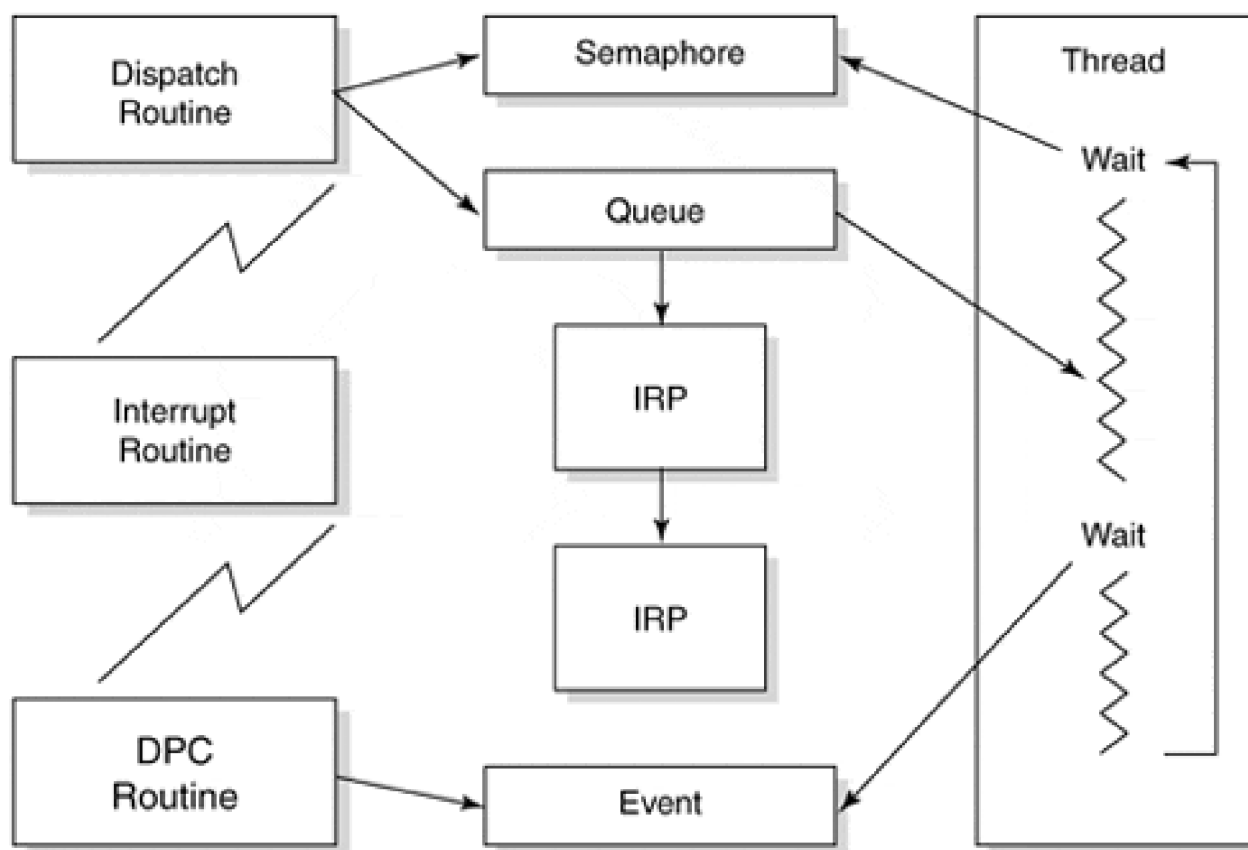 Dispatch
Routine
Semaphore
Thread
Wait
Queue
IRP
Interrupt
Routine
Wait
IRP
DPC
Routine
Event